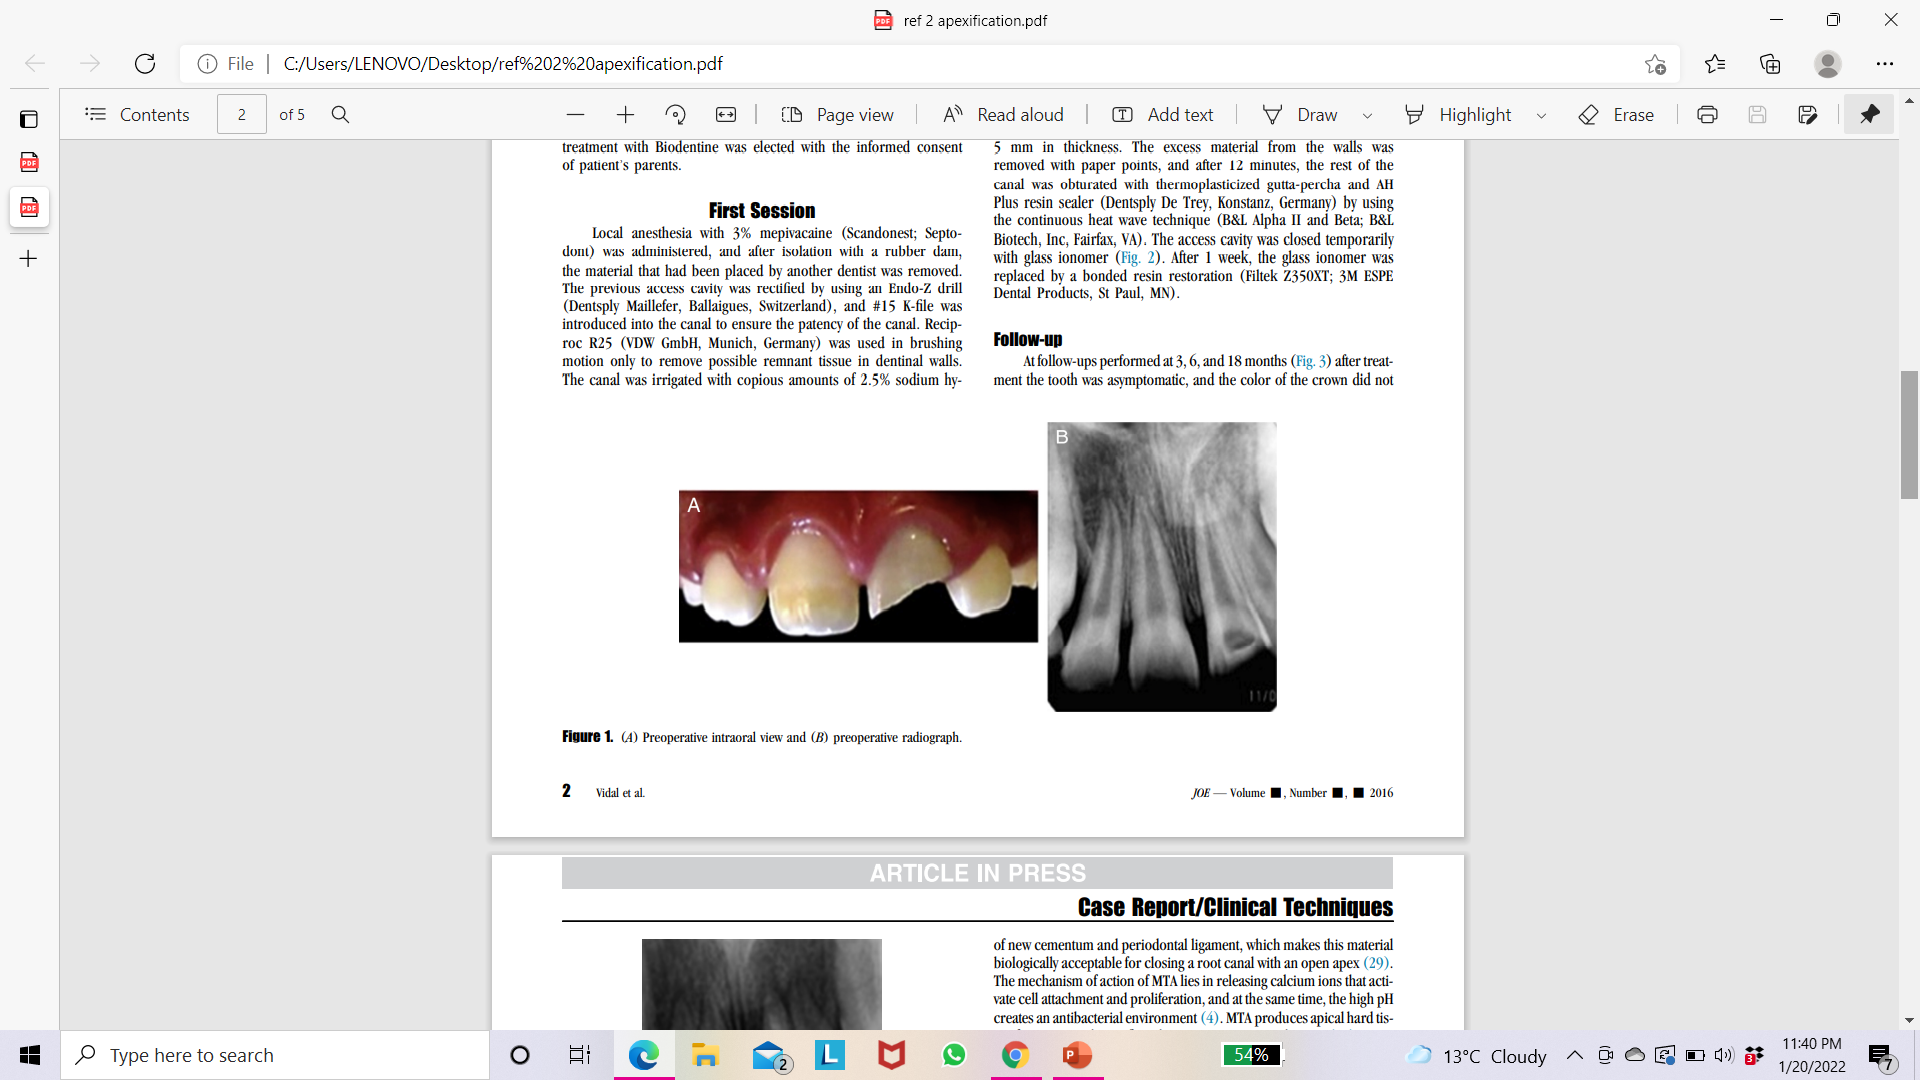 ref 2 apexification.pdf
File
C:/Users/LENOVO/Desktop/ref%202%20apexification.pdf
Contents
2 of 5
Page view
Read aloud
Add text
Draw
Highlight
Erase
treatment with Biodentine was elected with the informed consent
of patient's parents.
First Session
Local anesthesia with 3% mepivacaine (Scandonest; Septo-
dont) was administered, and after isolation with a rubber dam,
the material that had been placed by another dentist was removed.
The previous access cavity was rectified by using an Endo-Z drill
(Dentsply Maillefer, Ballaigues, Switzerland), and #15 K-file was
introduced into the canal to ensure the patency of the canal. Recip-
roc R25 (VDW GmbH, Munich, Germany) was used in brushing
motion only to remove possible remnant tissue in dentinal walls.
The canal was irrigated with copious amounts of 2.5% sodium hy-
5 mm in thickness. The excess material from the walls was
removed with paper points, and after 12 minutes, the rest of the
canal was obturated with thermoplasticized gutta-percha and AH
Plus resin sealer (Dentsply De Trey, Konstanz, Germany) by using
the continuous heat wave technique (B&L Alpha II and Beta; B&L
Biotech, Inc, Fairfax, VA). The access cavity was closed temporarily
with glass ionomer (Fig. 2). After 1 week, the glass ionomer was
replaced by a bonded resin restoration (Filtek Z350XT; 3M ESPE
Dental Products, St Paul, MN).
Follow-up
At follow-ups performed at 3, 6, and 18 months (Fig. 3) after treat-
ment the tooth was asymptomatic, and the color of the crown did not
A
B
11/0
Figure 1. (A) Preoperative intraoral view and (B) preoperative radiograph.
2 Vidal et al.
JOE — Volume ■, Number ■, ■ 2016
ARTICLE IN PRESS
Case Report/Clinical Techniques
of new cementum and periodontal ligament, which makes this material
biologically acceptable for closing a root canal with an open apex (29).
The mechanism of action of MTA lies in releasing calcium ions that acti-
vate cell attachment and proliferation, and at the same time, the high pH
creates an antibacterial environment (4). MTA produces apical hard tis-
Type here to search
2
L
P
54%
13°C Cloudy
3
11:40 PM
1/20/2022
7